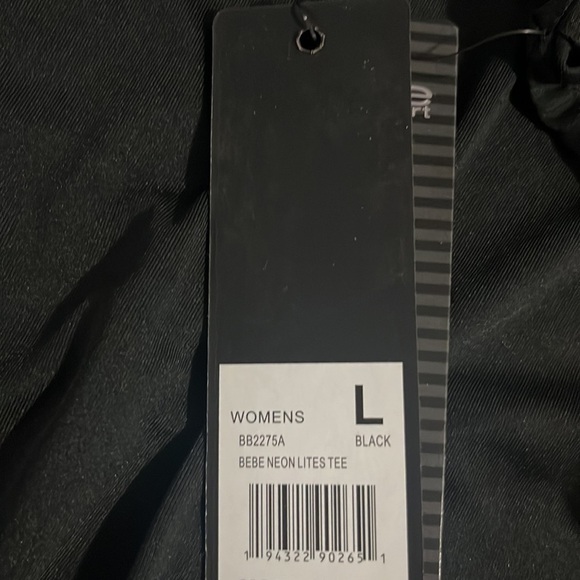 WOMENS L
BB2275A BLACK
BEBE NEON LITES TEE
1 94322 90265 1